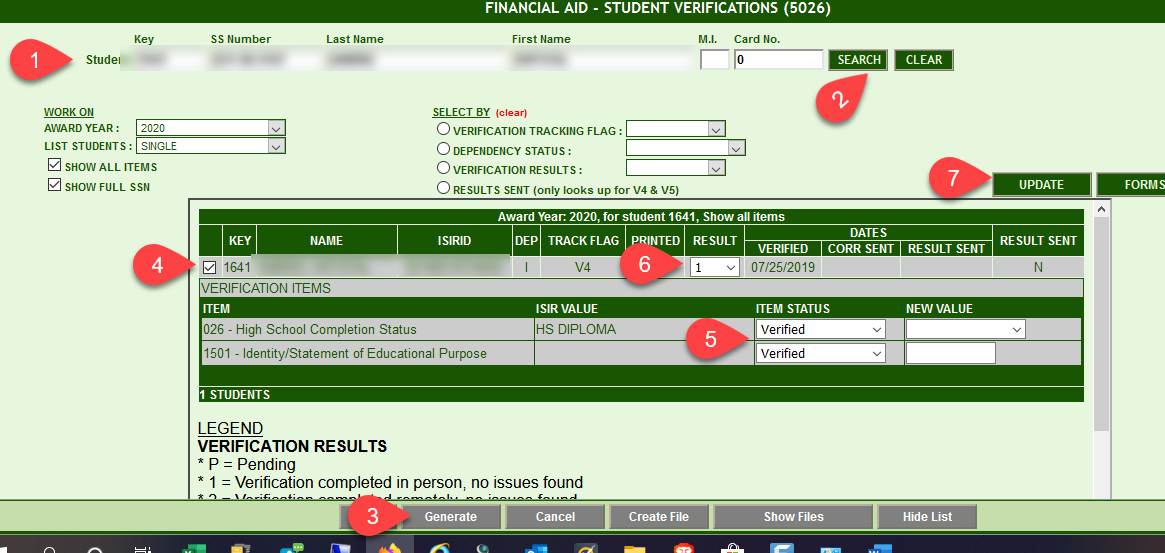 FINANCIAL AID - STUDENT VERIFICATIONS (5026)
Key SS Number Last Name First Name M.I. Card No.
1 0 SEARCH CLEAR
2
WORK ON SELECT BY (clear)
AWARD YEAR : 2020 VERIFICATION TRACKING FLAG :
LIST STUDENTS : SINGLE DEPENDENCY STATUS :
SHOW ALL ITEMS VERIFICATION RESULTS :
SHOW FULL SSN RESULTS SENT (only looks up for V4 & V5)
7 UPDATE FORMS
Award Year: 2020, for student 1641, Show all items
DATES
KEY NAME ISIRID DEP TRACK FLAG PRINTED RESULT RESULT SENT
VERIFIED CORR SENT RESULT SENT
4 1641 I V4 6 1 07/25/2019 N
VERIFICATION ITEMS
ITEM ISIR VALUE ITEM STATUS NEW VALUE
026 - High School Completion Status HS DIPLOMA Verified
5
1501 - Identity/Statement of Educational Purpose Verified
1 STUDENTS
LEGEND
VERIFICATION RESULTS
* P = Pending
* 1 = Verification completed in person, no issues found
* 2 = Verification completed remotely, no issues found
3 Generate Cancel Create File Show Files Hide List